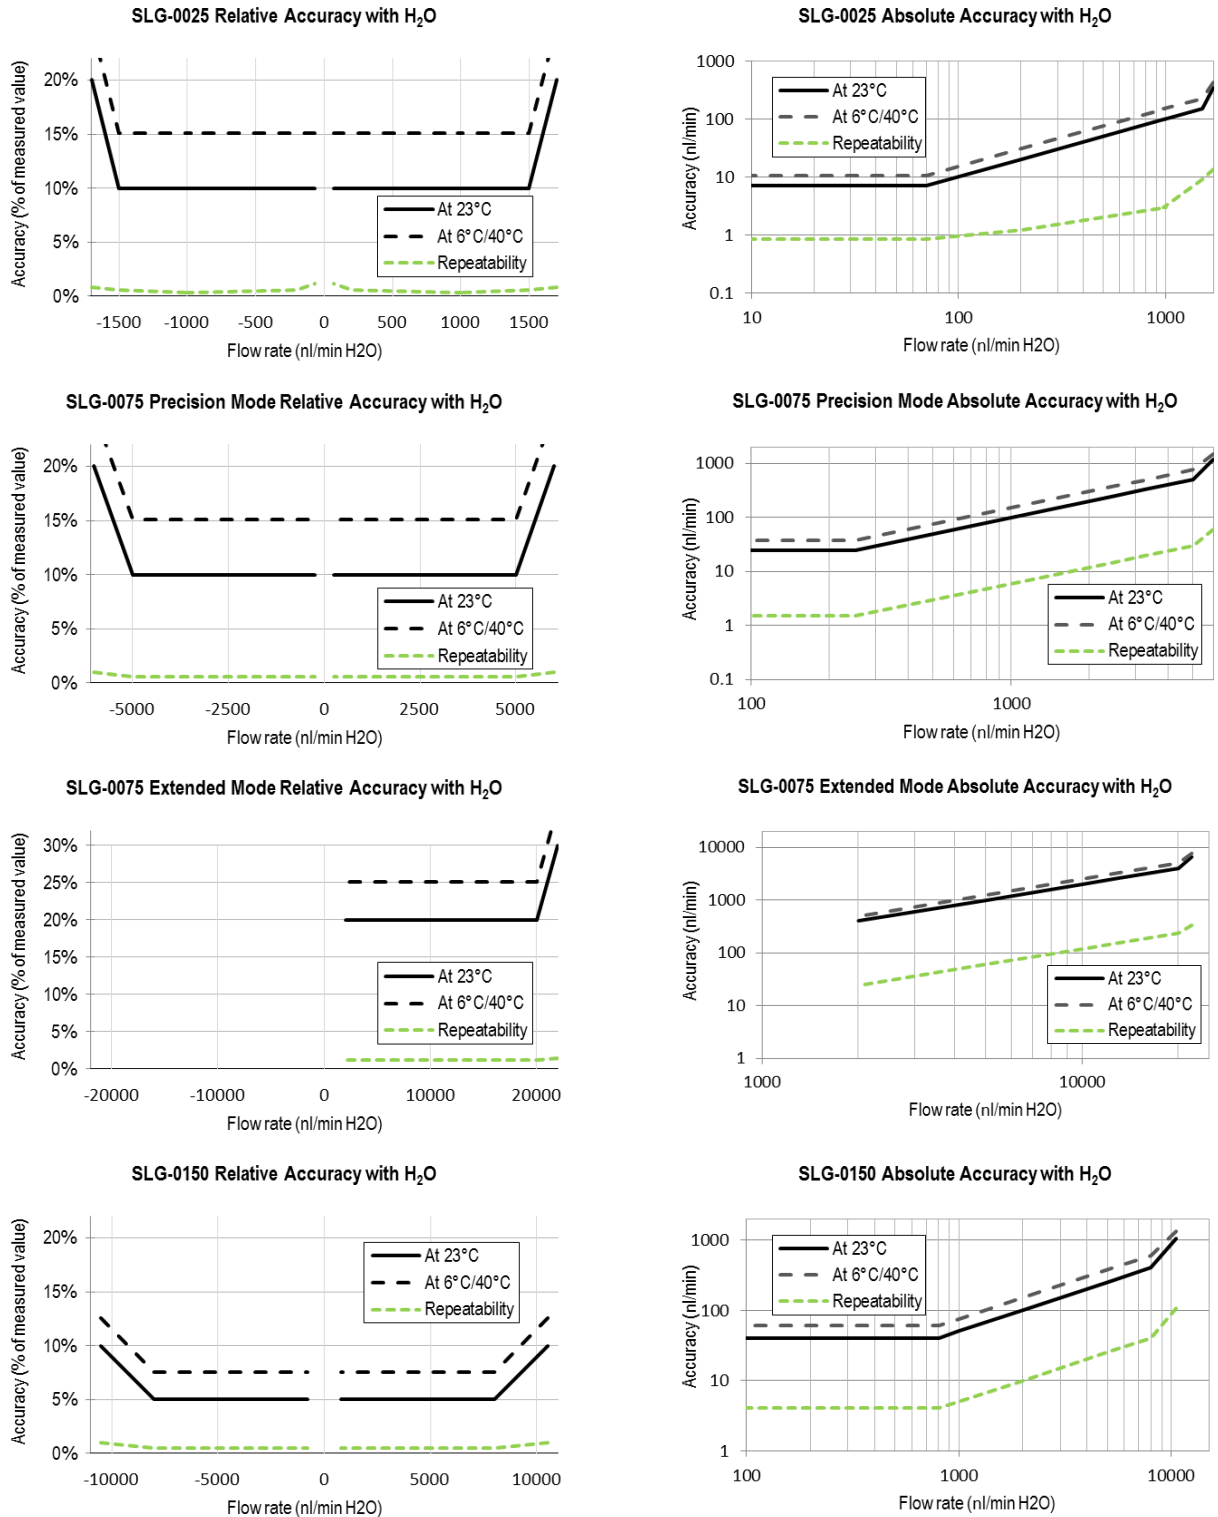 SLG-0025 Relative Accuracy with H₂O
Accuracy (% of measured value)
20%
15%
10%
5%
0%
At 23°C
At 6°C/40°C
Repeatability
-1500 -1000 -500 0 500 1000 1500
Flow rate (nl/min H2O)
SLG-0025 Absolute Accuracy with H₂O
Accuracy (nl/min)
1000
100
10
1
0.1
At 23°C
At 6°C/40°C
Repeatability
10 100 1000
Flow rate (nl/min H2O)
SLG-0075 Precision Mode Relative Accuracy with H₂O
Accuracy (% of measured value)
20%
15%
10%
5%
0%
At 23°C
At 6°C/40°C
Repeatability
-5000 -2500 0 2500 5000
Flow rate (nl/min H2O)
SLG-0075 Precision Mode Absolute Accuracy with H₂O
Accuracy (nl/min)
1000
100
10
1
0.1
At 23°C
At 6°C/40°C
Repeatability
100 1000
Flow rate (nl/min H2O)
SLG-0075 Extended Mode Relative Accuracy with H₂O
Accuracy (% of measured value)
30%
25%
20%
15%
10%
5%
0%
At 23°C
At 6°C/40°C
Repeatability
-20000 -10000 0 10000 20000
Flow rate (nl/min H2O)
SLG-0075 Extended Mode Absolute Accuracy with H₂O
Accuracy (nl/min)
10000
1000
100
10
1
At 23°C
At 6°C/40°C
Repeatability
1000 10000
Flow rate (nl/min H2O)
SLG-0150 Relative Accuracy with H₂O
Accuracy (% of measured value)
20%
15%
10%
5%
0%
At 23°C
At 6°C/40°C
Repeatability
-10000 -5000 0 5000 10000
Flow rate (nl/min H2O)
SLG-0150 Absolute Accuracy with H₂O
Accuracy (nl/min)
1000
100
10
1
At 23°C
At 6°C/40°C
Repeatability
100 1000 10000
Flow rate (nl/min H2O)